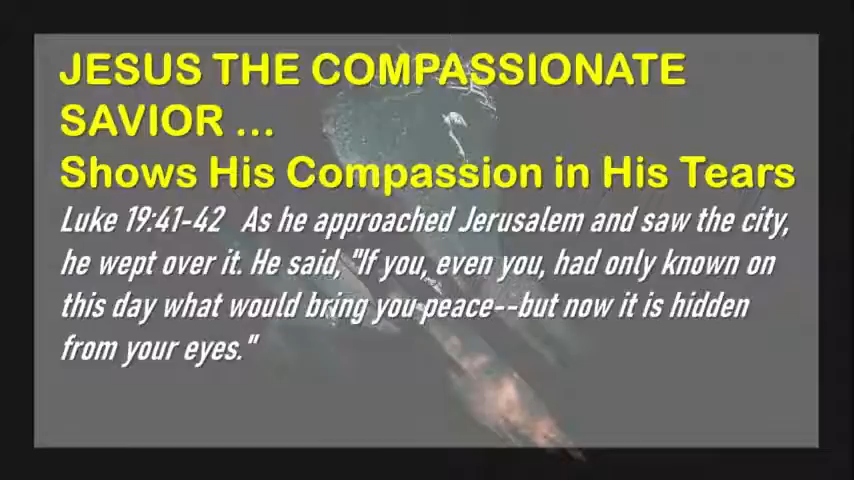 JESUS THE COMPASSIONATE
SAVIOR ...
Shows His Compassion in His Tears
Luke 19:41-42 As he approached Jerusalem and saw the city,
he wept over it. He said, "If you, even you, had only known on
this day what would bring you peace--but now it is hidden
from your eyes."